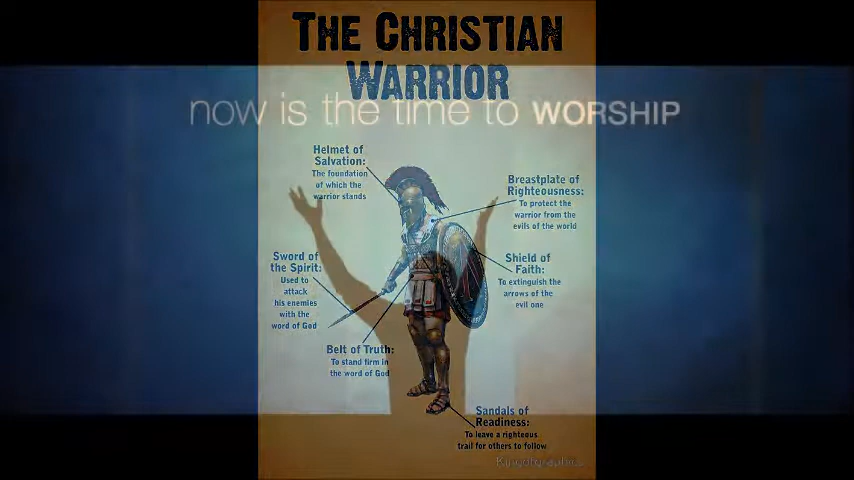 THE CHRISTIAN
WARRIOR
now is the time to WORSHIP
Helmet of
Salvation:
The foundation
of which the
warrior stands
Breastplate of
Righteousness:
To protect the
warrior from the
evils of the world
Sword of
the Spirit:
Used to
attack
his enemies
with the
word of God
Shield of
Faith:
To extinguish the
arrows of the
evil one
Belt of Truth:
To stand firm in
the word of God
Sandals of
Readiness:
To leave a righteous
trail for others to follow